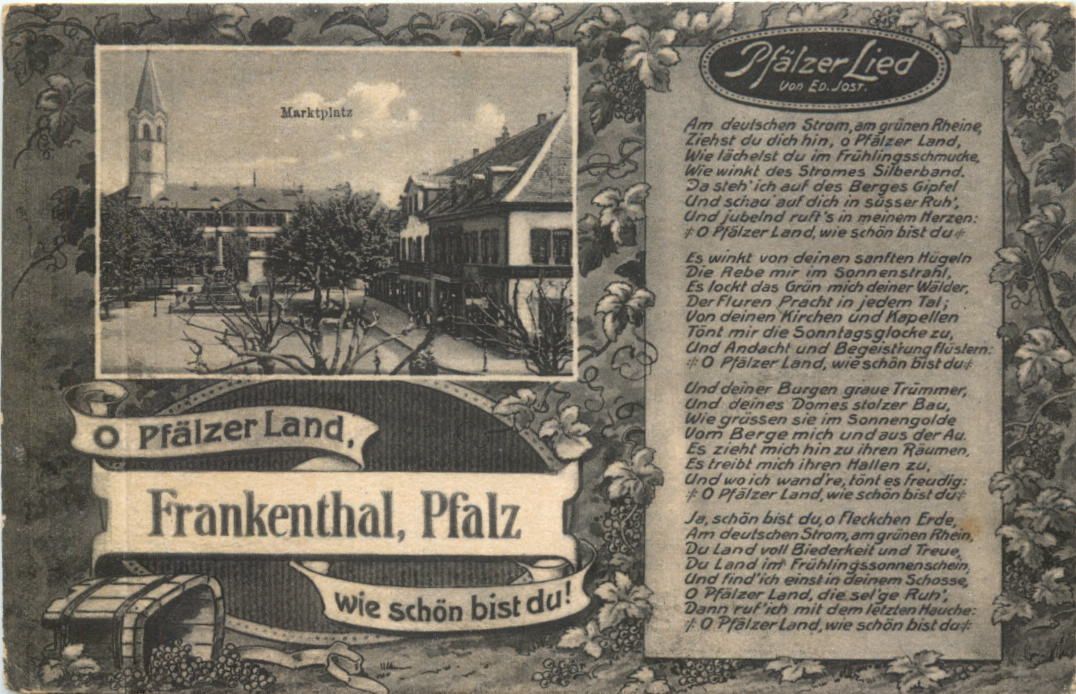 Marktplatz
O Pfälzer Land,
Frankenthal, Pfalz
wie schön bist du!
Pfälzer Lied
von Ed. Jost.
Am deutschen Strom, am grünen Rheine,
Ziehst du dich hin, o Pfälzer Land,
Wie lächelst du im Frühlingsschmucke,
Wie winkt des Stromes Silberband.
Da steh' ich auf des Berges Gipfel
Und schau' auf dich in süsser Ruh',
Und jubelnd ruft's in meinem Herzen:
:/: O Pfälzer Land, wie schön bist du :/:
Es winkt von deinen sanften Hügeln
Die Rebe mir im Sonnenstrahl,
Es lockt das Grün mich deiner Wälder,
Der Fluren Pracht in jedem Tal;
Von deinen Kirchen und Kapellen
Tönt mir die Sonntagsglocke zu,
Und Andacht und Begeist'rung flüstern:
:/: O Pfälzer Land, wie schön bist du :/:
Und deiner Burgen graue Trümmer,
Und deines Domes stolzer Bau,
Wie grüssen sie im Sonnengolde
Vom Berge mich und aus der Au.
Es zieht mich hin zu ihren Räumen,
Es treibt mich ihren Hallen zu,
Und wo ich wand're, tönt es freudig:
:/: O Pfälzer Land, wie schön bist du :/:
Ja, schön bist du, o Fleckchen Erde,
Am deutschen Strom, am grünen Rhein,
Du Land voll Biederkeit und Treue,
Du Land im Frühlingssonnenschein,
Und find' ich einst in deinem Schosse,
O Pfälzer Land, die sel'ge Ruh',
Dann ruf' ich mit dem letzten Hauche:
:/: O Pfälzer Land, wie schön bist du :/: